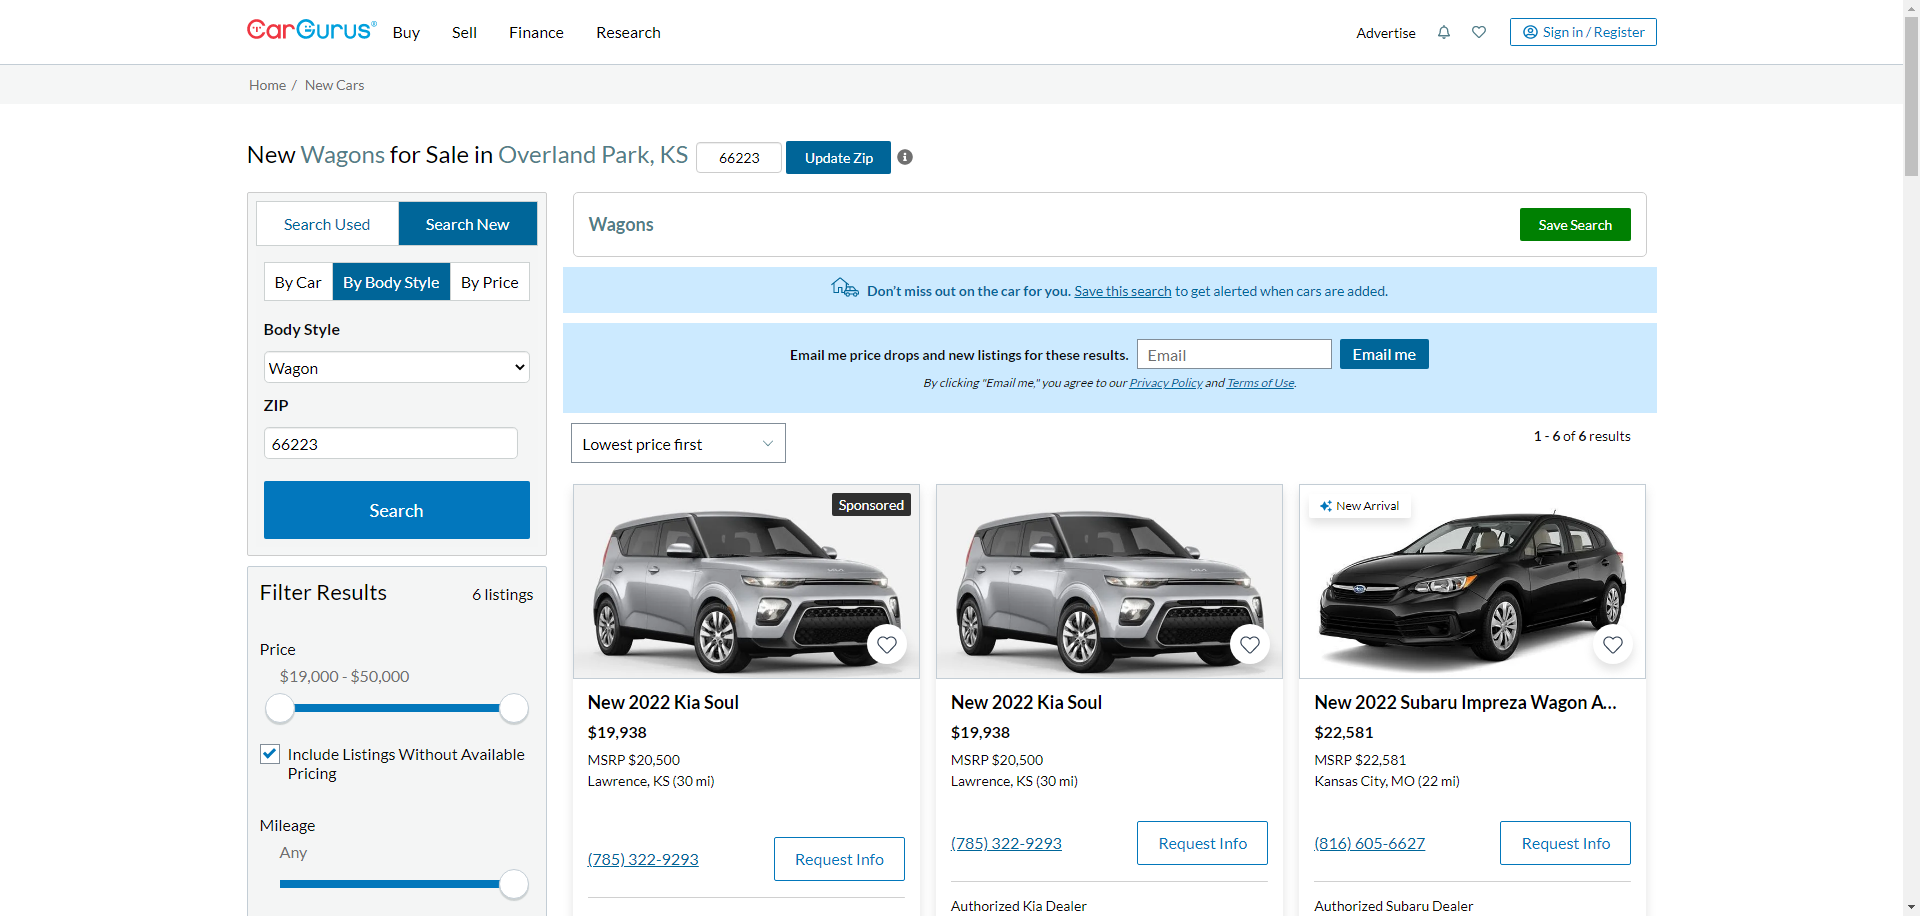 CarGurus®
Buy
Sell
Finance
Research
Advertise
Sign in / Register
Home / New Cars
New Wagons for Sale in Overland Park, KS
66223
Update Zip
Search Used
Search New
By Car
By Body Style
By Price
Body Style
Wagon
ZIP
66223
Search
Filter Results
6 listings
Price
$19,000 - $50,000
Include Listings Without Available
Pricing
Mileage
Any
Wagons
Save Search
Don't miss out on the car for you. Save this search to get alerted when cars are added.
Email me price drops and new listings for these results.
Email
Email me
By clicking "Email me," you agree to our Privacy Policy and Terms of Use.
Lowest price first
1 - 6 of 6 results
Sponsored
New 2022 Kia Soul
$19,938
MSRP $20,500
Lawrence, KS (30 mi)
(785) 322-9293
Request Info
New 2022 Kia Soul
$19,938
MSRP $20,500
Lawrence, KS (30 mi)
(785) 322-9293
Request Info
Authorized Kia Dealer
New Arrival
New 2022 Subaru Impreza Wagon A...
$22,581
MSRP $22,581
Kansas City, MO (22 mi)
(816) 605-6627
Request Info
Authorized Subaru Dealer